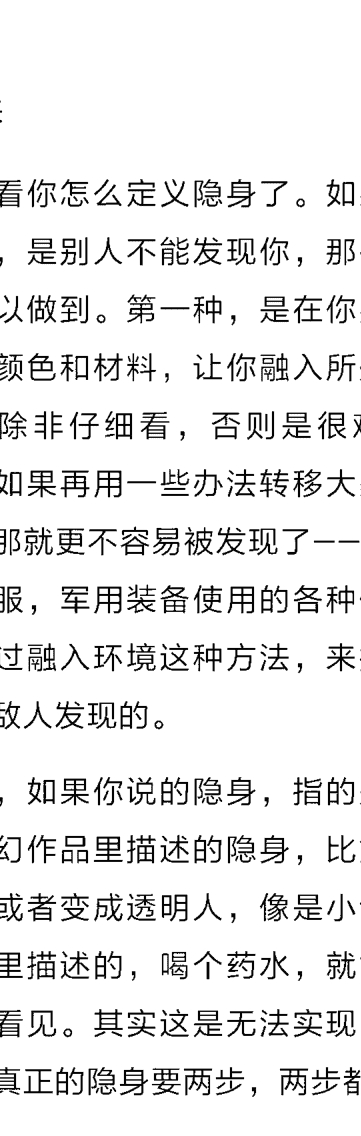 看你怎么定义隐身了。如
，是别人不能发现你，那
以做到。第一种，是在你
颜色和材料，让你融入所
除非仔细看，否则是很
如果再用一些办法转移大
那就更不容易被发现了——
服，军用装备使用的各种
过融入环境这种方法，来
敌人发现的。
，如果你说的隐身，指的
幻作品里描述的隐身，比
或者变成透明人，像是小
里描述的，喝个药水，就
看见。其实这是无法实现
真正的隐身要两步，两步都